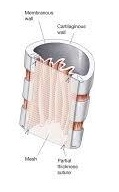 Membranous
wall
Cartilaginous
wall
Mesh
Partial
thickness
suture